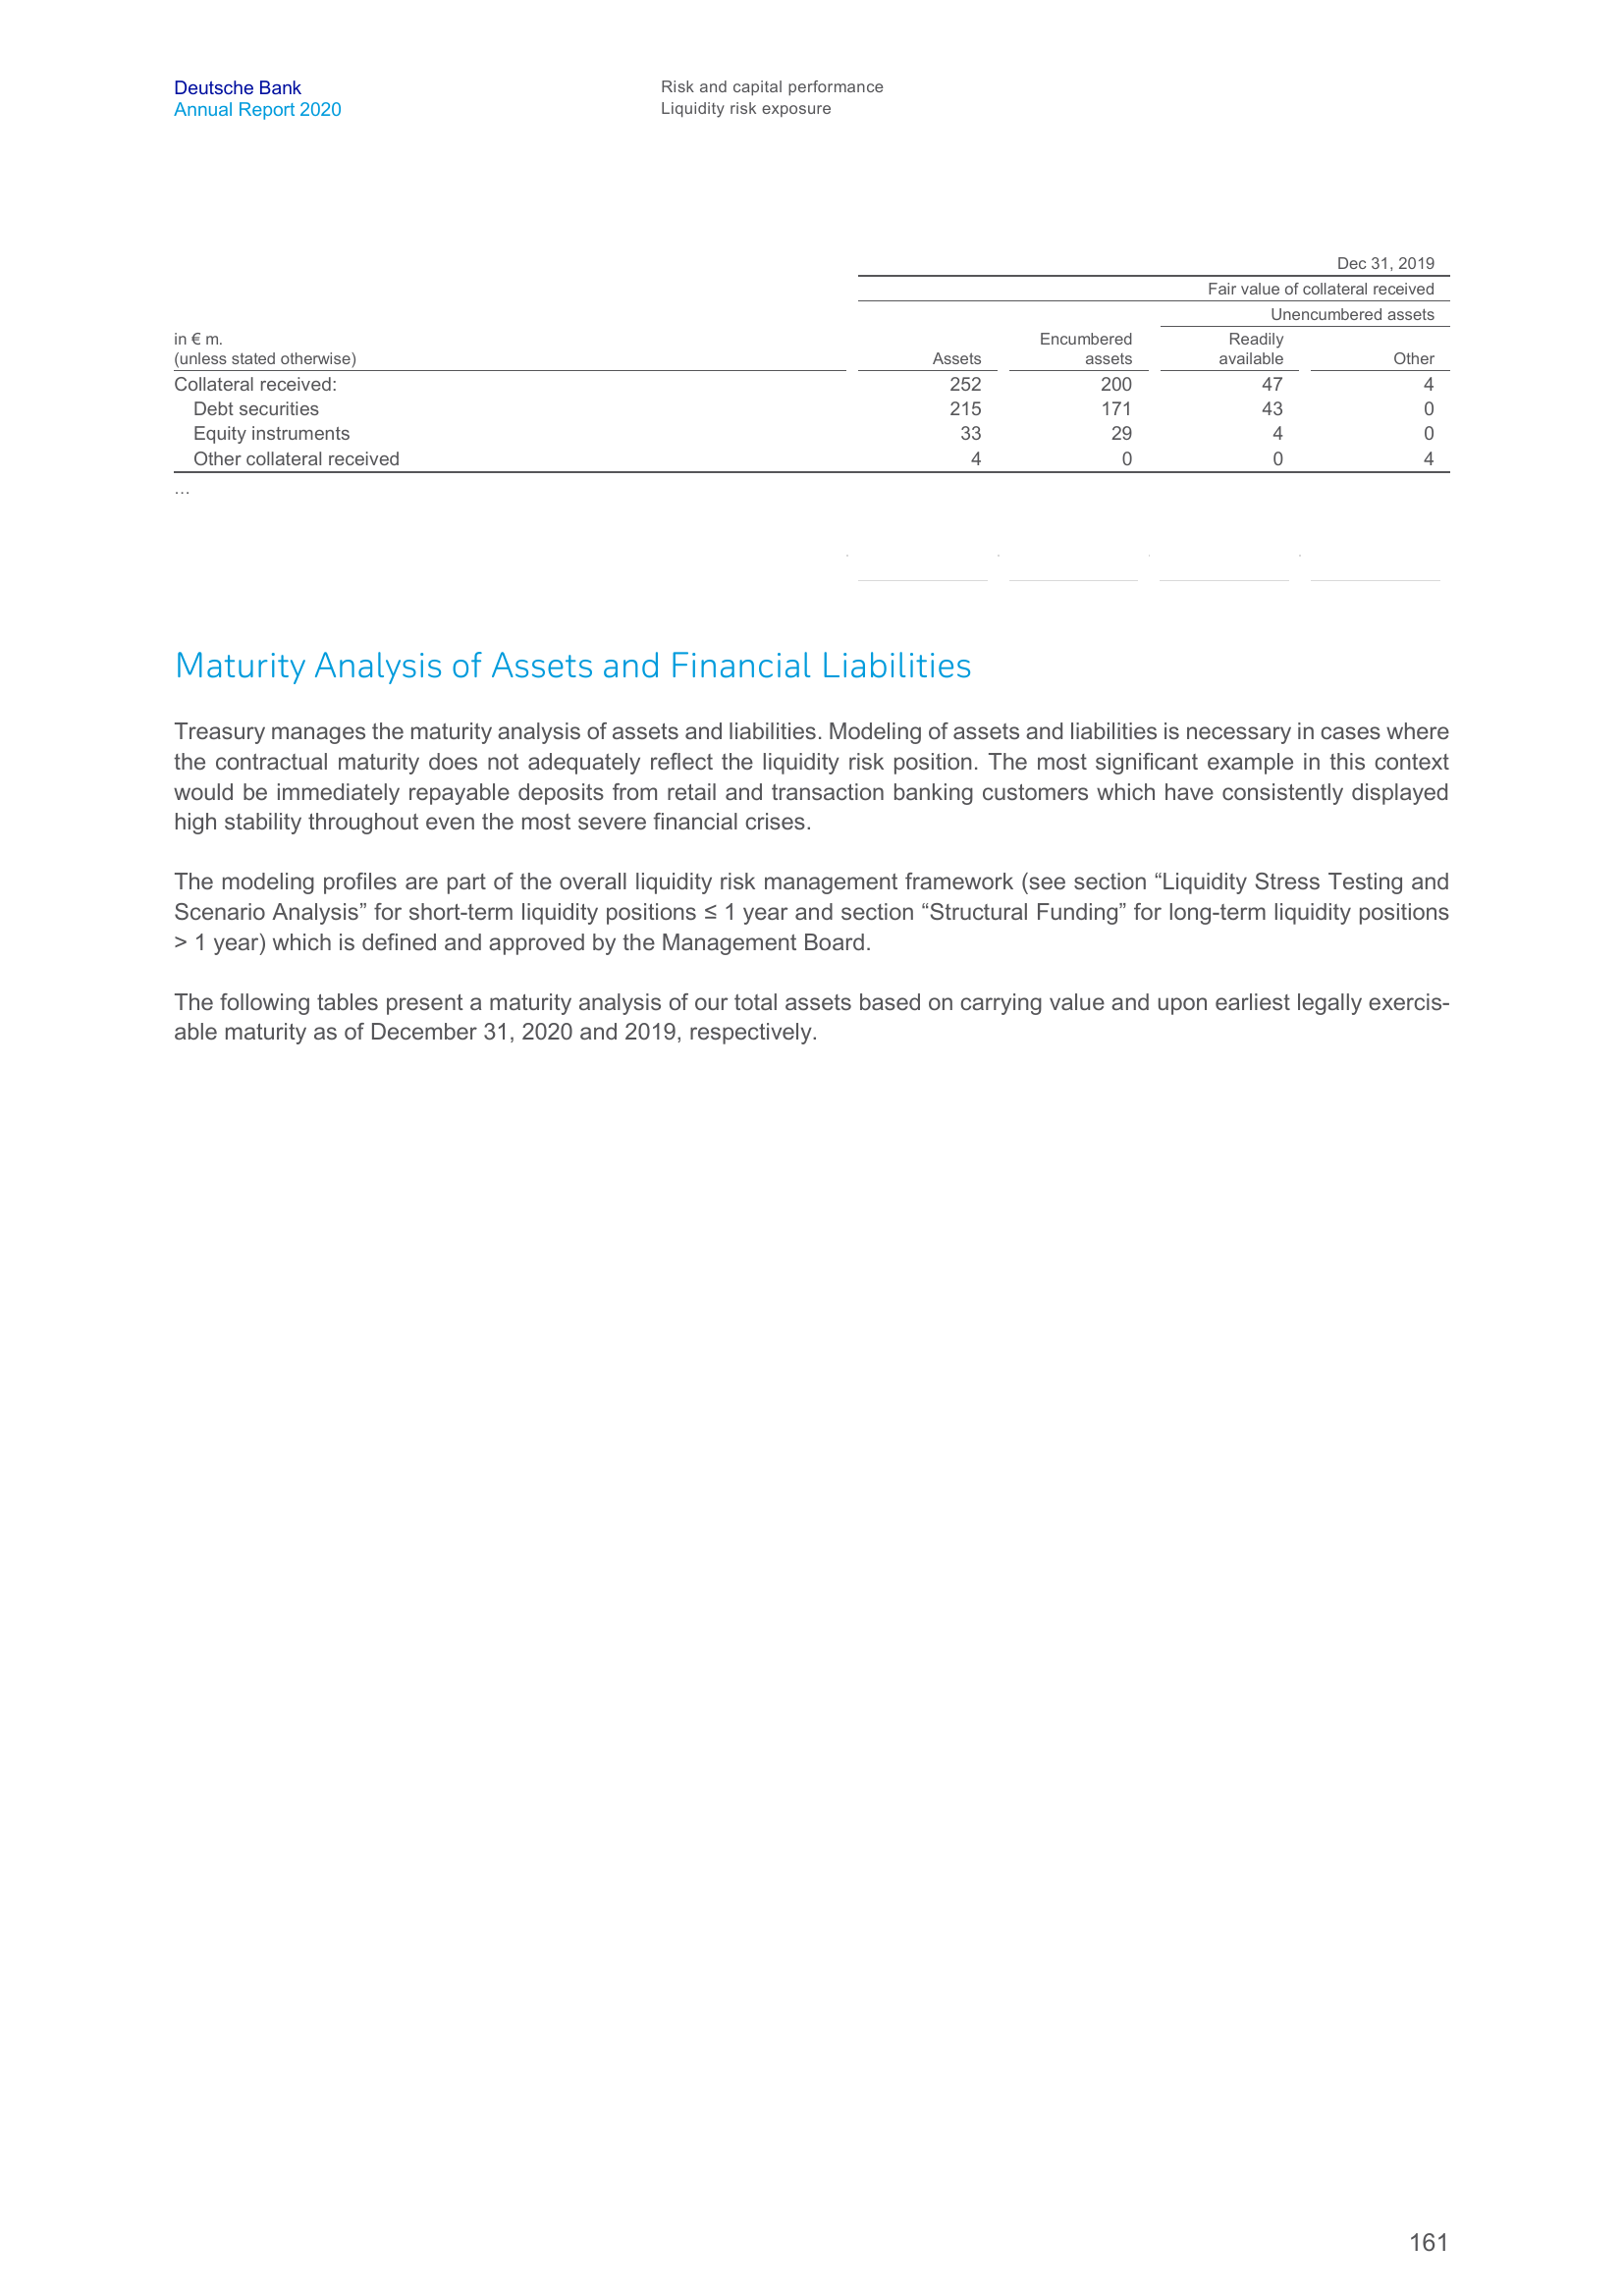 Deutsche Bank
Annual Report 2020
Risk and capital performance
Liquidity risk exposure
Dec 31, 2019
Fair value of collateral received
Unencumbered assets
in € m.
(unless stated otherwise) Assets Encumbered assets Readily available Other
Collateral received: 252 200 47 4
Debt securities 215 171 43 0
Equity instruments 33 29 4 0
Other collateral received 4 0 0 4
...
Maturity Analysis of Assets and Financial Liabilities
Treasury manages the maturity analysis of assets and liabilities. Modeling of assets and liabilities is necessary in cases where
the contractual maturity does not adequately reflect the liquidity risk position. The most significant example in this context
would be immediately repayable deposits from retail and transaction banking customers which have consistently displayed
high stability throughout even the most severe financial crises.
The modeling profiles are part of the overall liquidity risk management framework (see section “Liquidity Stress Testing and
Scenario Analysis” for short-term liquidity positions ≤ 1 year and section “Structural Funding” for long-term liquidity positions
> 1 year) which is defined and approved by the Management Board.
The following tables present a maturity analysis of our total assets based on carrying value and upon earliest legally exercis-
able maturity as of December 31, 2020 and 2019, respectively.
161